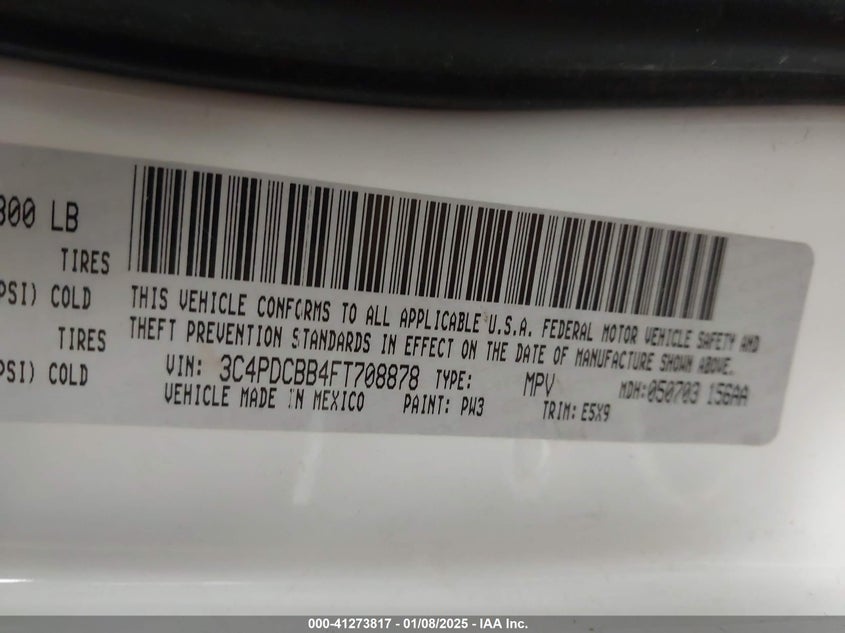 300 LB
TIRES
PSI) COLD
TIRES
PSI) COLD
THIS VEHICLE CONFORMS TO ALL APPLICABLE U.S.A. FEDERAL MOTOR VEHICLE SAFETY AND
THEFT PREVENTION STANDARDS IN EFFECT ON THE DATE OF MANUFACTURE SHOWN ABOVE.
VIN: 3C4PDCBB4FT708878 TYPE: MPV MDH: 050703 156AA
VEHICLE MADE IN MEXICO PAINT: PW3 TRIM: E5X9
000-41273817 - 01/08/2025 - IAA Inc.